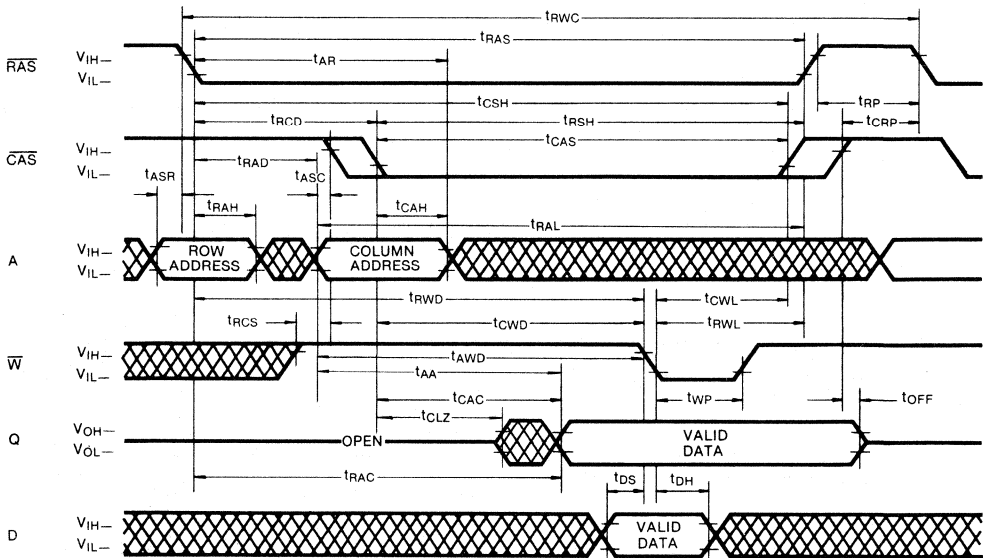 tRWC
tRAS
tAR
RAS
VIH—
VIL—
tCSH
tRP
tRCD
tRSH
tCRP
CAS
VIH—
VIL—
tCAS
tRAD
tASR
tASC
tRAH
tCAH
tRAL
A
VIH—
VIL—
ROW ADDRESS
COLUMN ADDRESS
tRWD
tCWL
tRCS
tCWD
tRWL
W
VIH—
VIL—
tAWD
tAA
tCAC
tWP
tOFF
tCLZ
Q
VOH—
VOL—
OPEN
VALID DATA
tRAC
tDS
tDH
D
VIH—
VIL—
VALID DATA